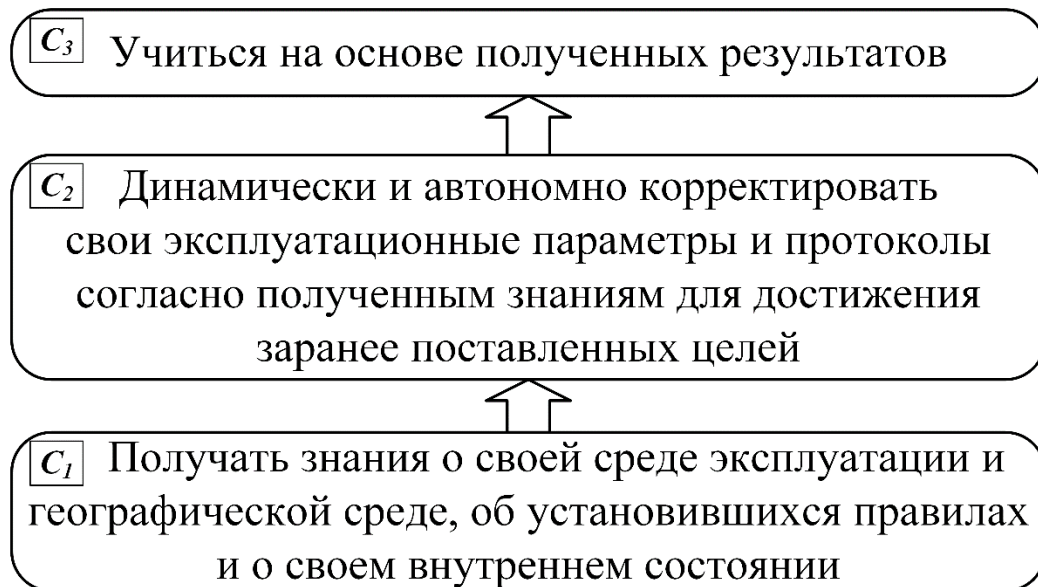 C3 Учиться на основе полученных результатов
C2 Динамически и автономно корректировать
свои эксплуатационные параметры и протоколы
согласно полученным знаниям для достижения
заранее поставленных целей
C1 Получать знания о своей среде эксплуатации и
географической среде, об установившихся правилах
и о своем внутреннем состоянии